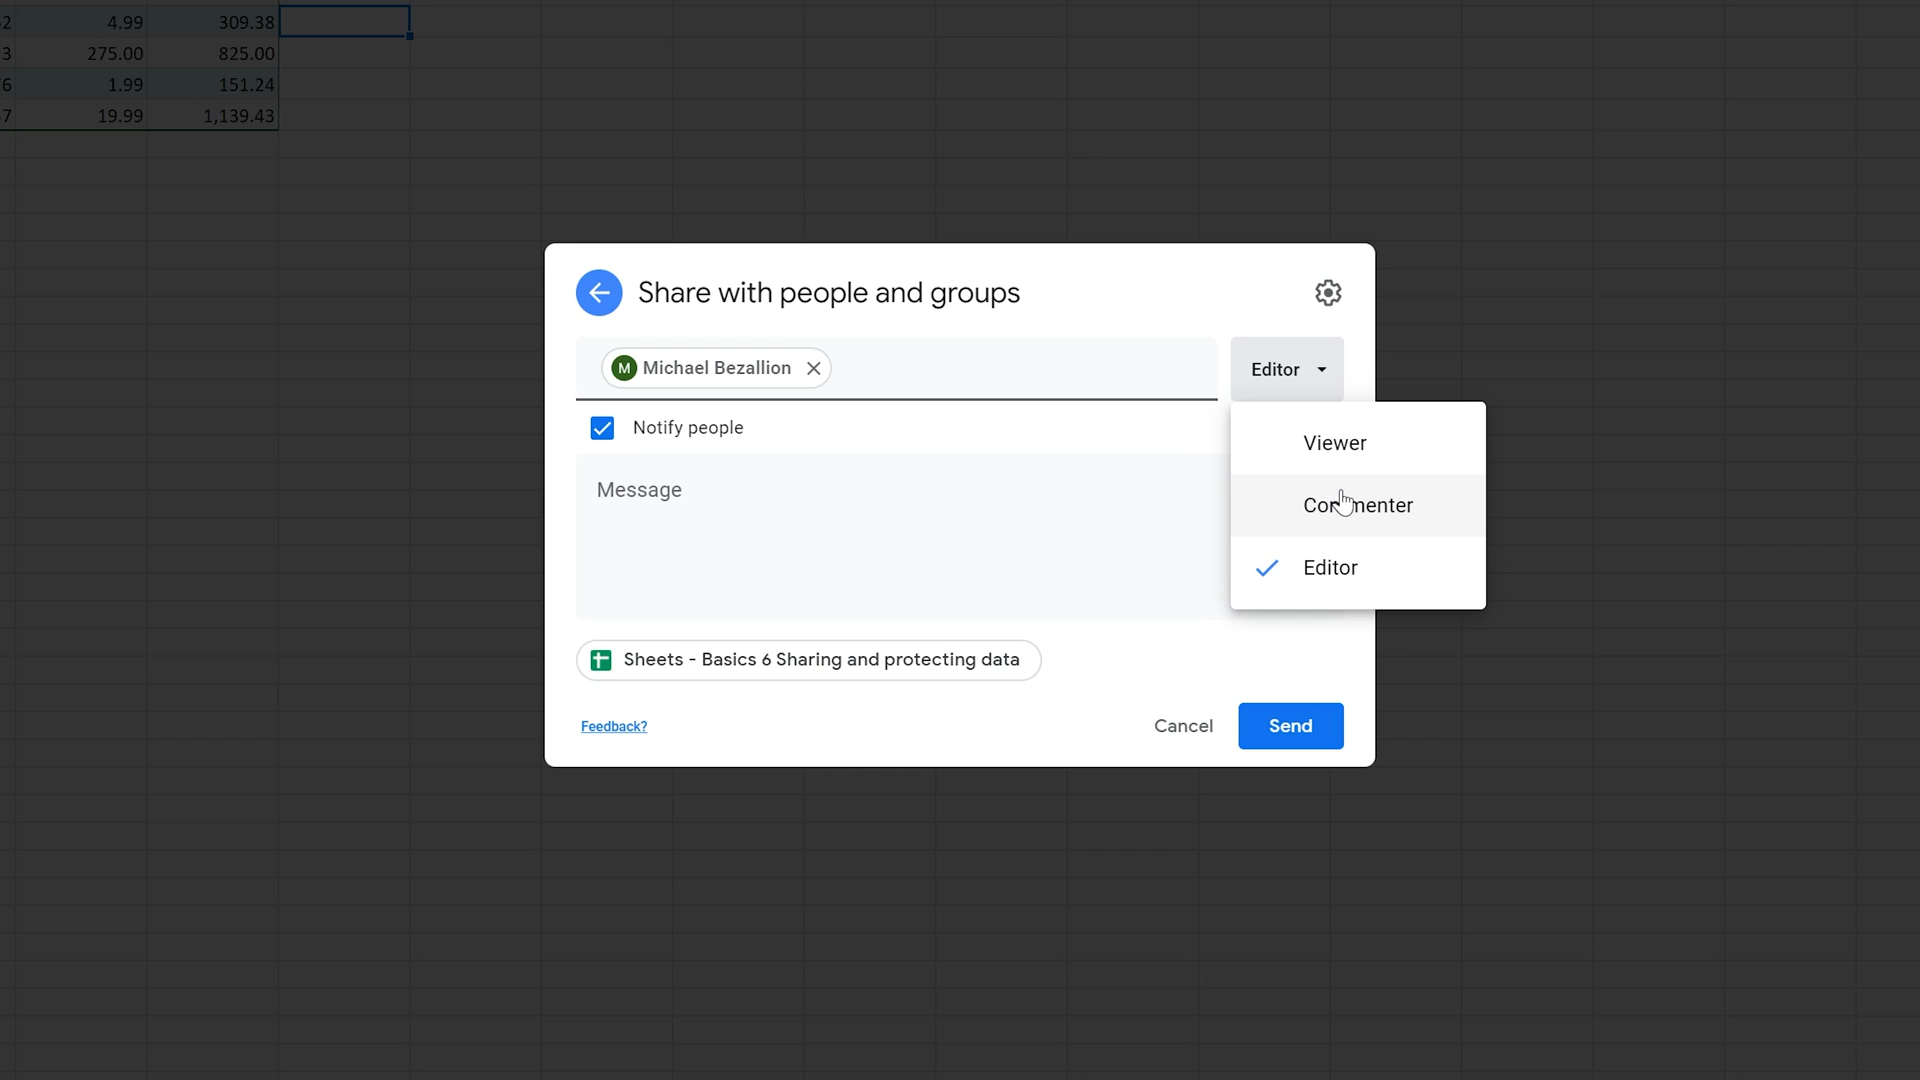 2 4.99 309.38
3 275.00 825.00
6 1.99 151.24
7 19.99 1,139.43
Share with people and groups
M Michael Bezallion
Editor
Notify people
Viewer
Message
Commenter
Editor
Sheets - Basics 6 Sharing and protecting data
Feedback?
Cancel
Send